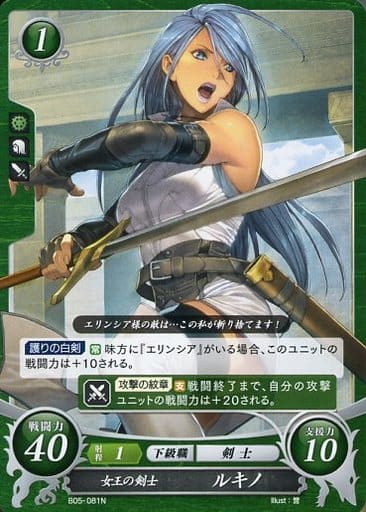 1
エリンシア様の敵は…この私が斬り捨てます!
護りの白剣 常 味方に『エリンシア』がいる場合、このユニットの
戦闘力は+10される。
攻撃の紋章 支 戦闘終了まで、自分の攻撃
ユニットの戦闘力は+20される。
戦闘力
40
射程 1 下級職 剣士
支援力
10
女王の剣士 ルキノ
B05-081N Illust:讐